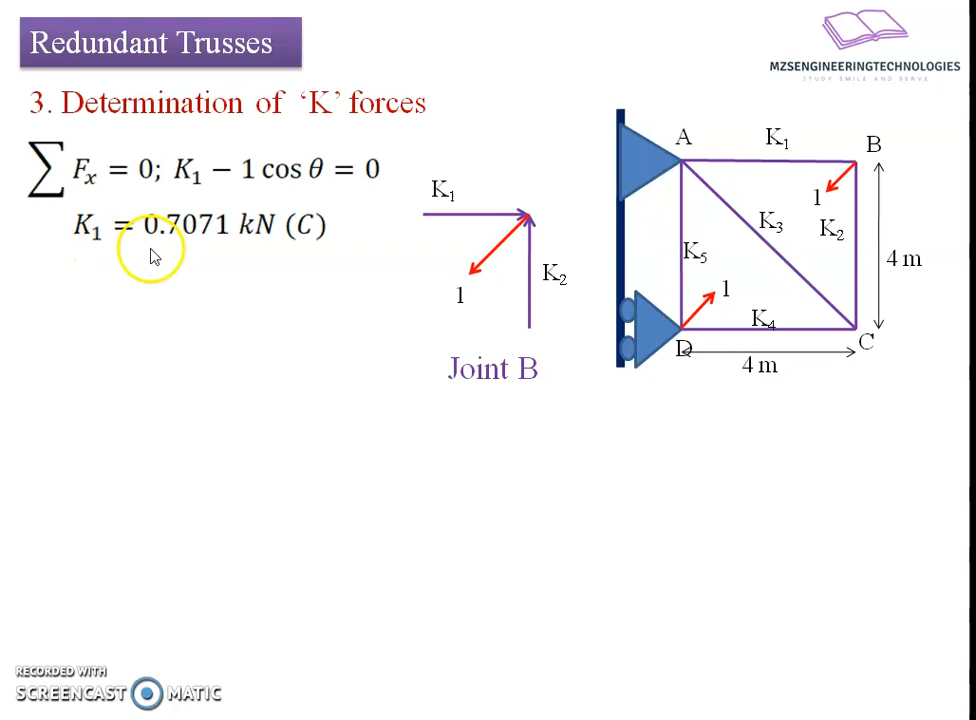 Redundant Trusses
MZSENGINEERINGTECHNOLOGIES
STUDY SMILE AND SERVE
3. Determination of ‘K’ forces
∑ Fₓ = 0; K₁ − 1 cos θ = 0
K₁ = 0.7071 kN (C)
K₁
K₂
1
Joint B
A
K₁
B
1
K₂
K₃
K₅
4 m
1
K₄
D
C
4 m
RECORDED WITH
SCREENCAST MATIC